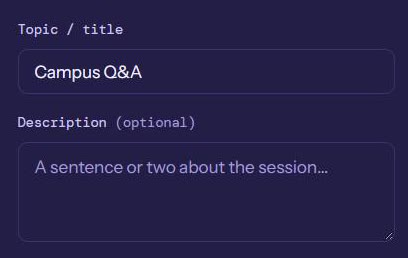 Topic / title
Campus Q&A
Description (optional)
A sentence or two about the session…